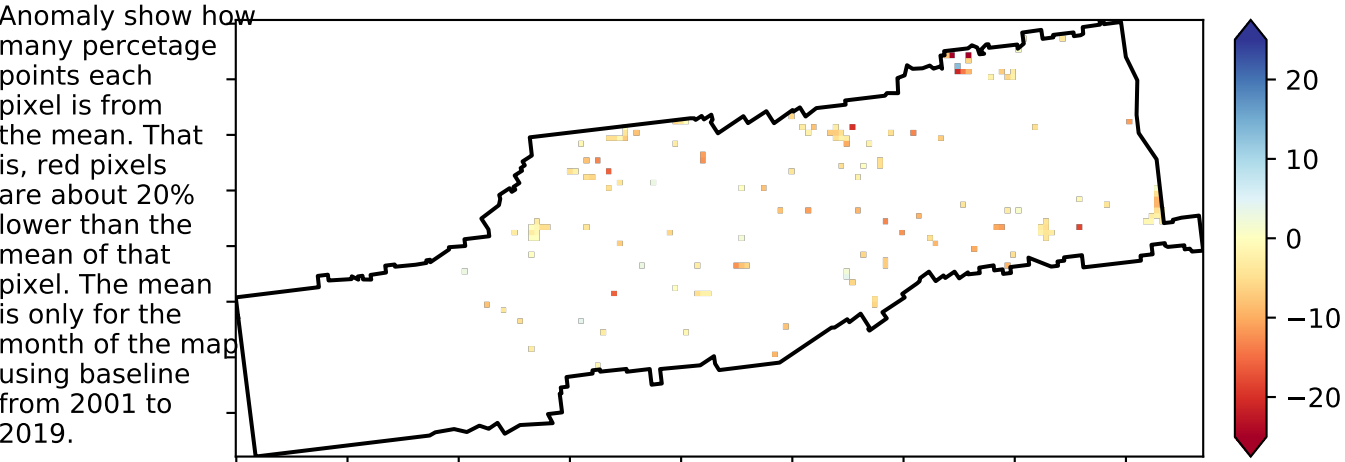 Anomaly show how
many percetage
points each
pixel is from
the mean. That
is, red pixels
are about 20%
lower than the
mean of that
pixel. The mean
is only for the
month of the map
using baseline
from 2001 to
2019.
20
10
0
−10
−20